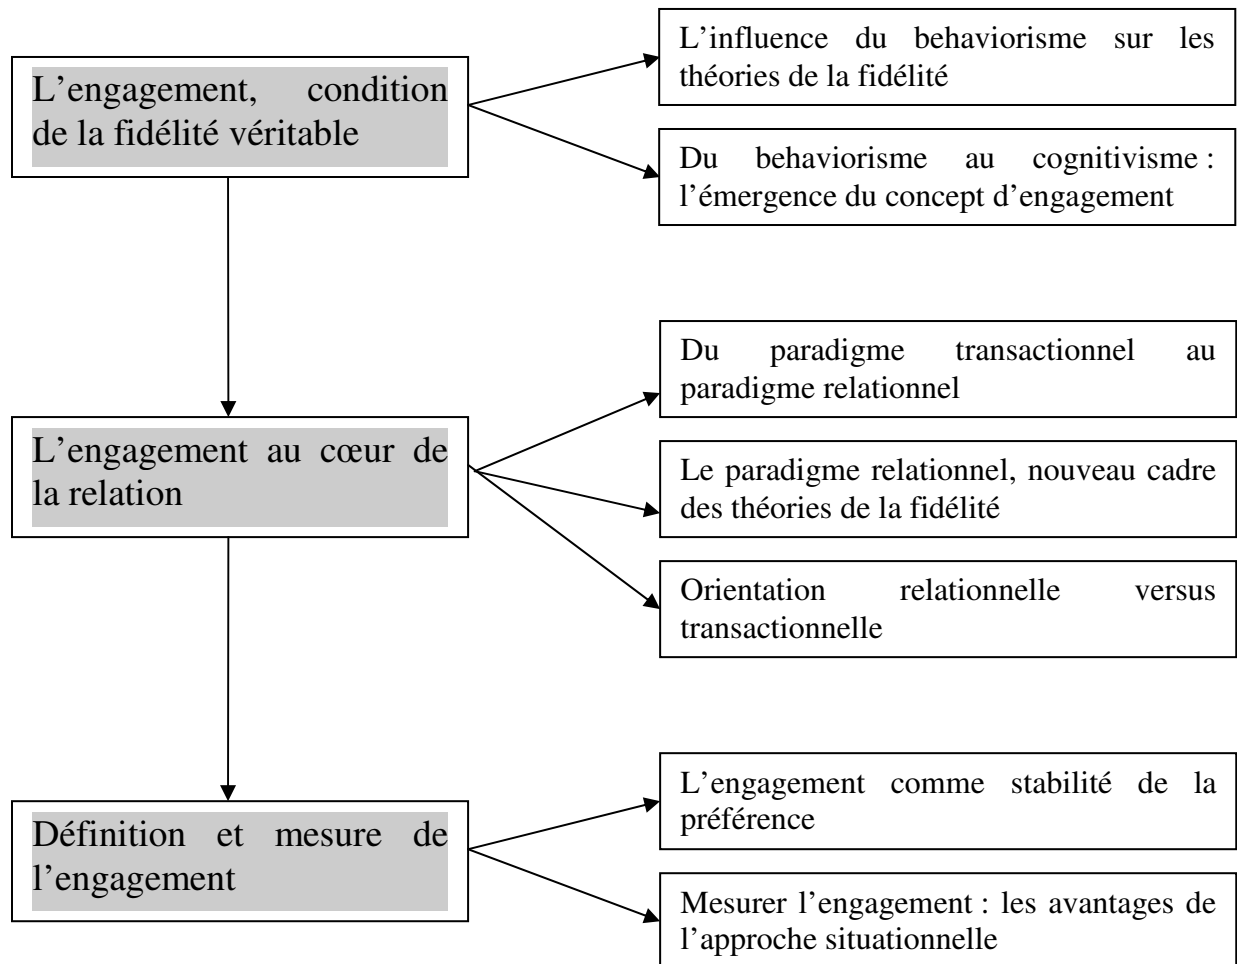 L’engagement, condition
de la fidélité véritable
L’influence du behaviorisme sur les
théories de la fidélité
Du behaviorisme au cognitivisme :
l’émergence du concept d’engagement
L’engagement au cœur de
la relation
Du paradigme transactionnel au
paradigme relationnel
Le paradigme relationnel, nouveau cadre
des théories de la fidélité
Orientation relationnelle versus
transactionnelle
Définition et mesure de
l’engagement
L’engagement comme stabilité de la
préférence
Mesurer l’engagement : les avantages de
l’approche situationnelle